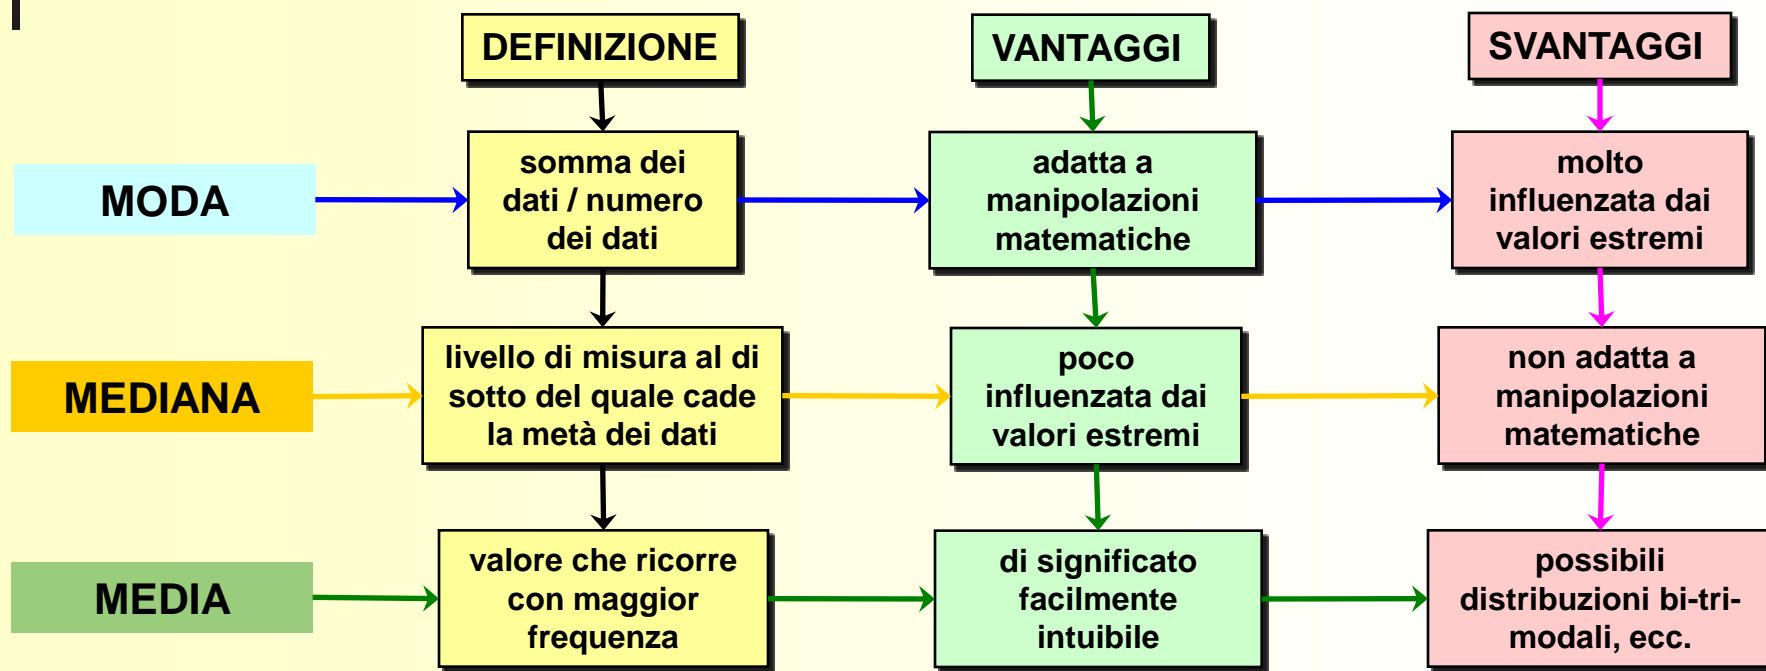 DEFINIZIONE
VANTAGGI
SVANTAGGI
MODA
somma dei
dati / numero
dei dati
adatta a
manipolazioni
matematiche
molto
influenzata dai
valori estremi
MEDIANA
livello di misura al di
sotto del quale cade
la metà dei dati
poco
influenzata dai
valori estremi
non adatta a
manipolazioni
matematiche
MEDIA
valore che ricorre
con maggior
frequenza
di significato
facilmente
intuibile
possibili
distribuzioni bi-tri-
modali, ecc.